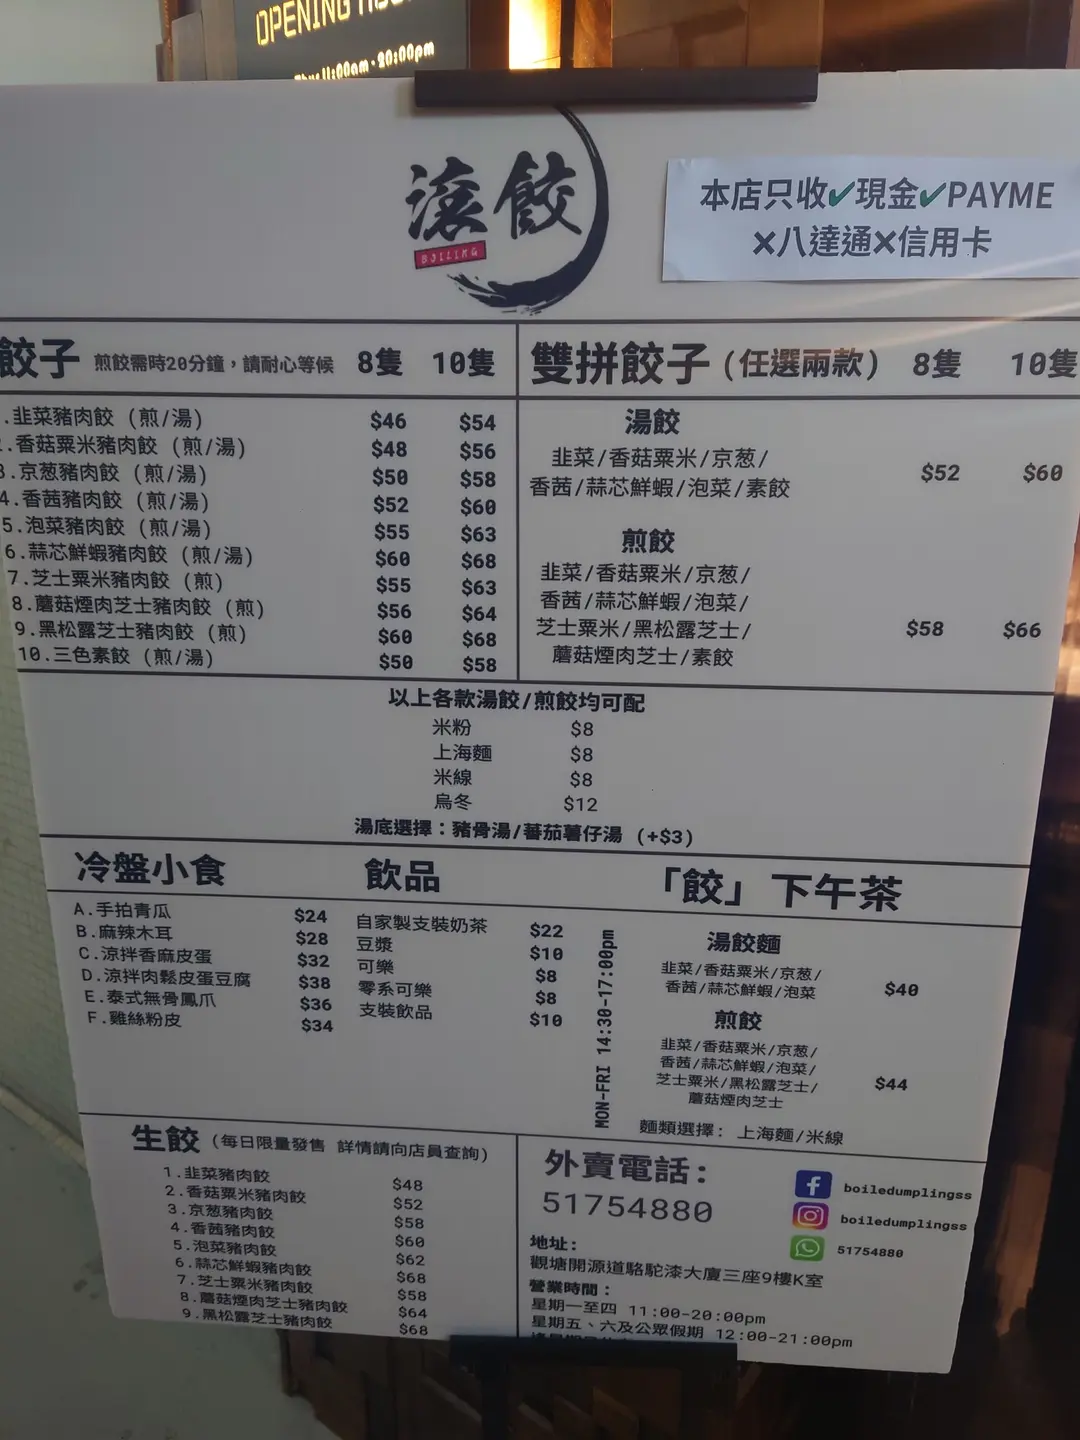 OPENING
11:00am - 20:00pm
滾餃
BOILING
本店只收✔現金✔PAYME
✖八達通✖信用卡
餃子 煎餃需時20分鐘，請耐心等候 8隻 10隻
1.韭菜豬肉餃 (煎/湯) $46 $54
2.香菇粟米豬肉餃 (煎/湯) $48 $56
3.京葱豬肉餃 (煎/湯) $50 $58
4.香茜豬肉餃 (煎/湯) $52 $60
5.泡菜豬肉餃 (煎/湯) $55 $63
6.蒜芯鮮蝦豬肉餃 (煎/湯) $60 $68
7.芝士粟米豬肉餃 (煎) $55 $63
8.蘑菇煙肉芝士豬肉餃 (煎) $56 $64
9.黑松露芝士豬肉餃 (煎) $60 $68
10.三色素餃 (煎/湯) $50 $58
雙拼餃子 (任選兩款) 8隻 10隻
湯餃
韭菜/香菇粟米/京葱/
香茜/蒜芯鮮蝦/泡菜/素餃 $52 $60
煎餃
韭菜/香菇粟米/京葱/
香茜/蒜芯鮮蝦/泡菜/
芝士粟米/黑松露芝士/ $58 $66
蘑菇煙肉芝士/素餃
以上各款湯餃/煎餃均可配
米粉 $8
上海麵 $8
米線 $8
烏冬 $12
湯底選擇：豬骨湯/蕃茄薯仔湯 (+$3)
冷盤小食
A.手拍青瓜 $24
B.麻辣木耳 $28
C.涼拌香麻皮蛋 $32
D.涼拌肉鬆皮蛋豆腐 $38
E.泰式無骨鳳爪 $36
F.雞絲粉皮 $34
飲品
自家製支裝奶茶 $22
豆漿 $10
可樂 $8
零系可樂 $8
支裝飲品 $10
「餃」下午茶
MON-FRI 14:30-17:00pm
湯餃麵
韭菜/香菇粟米/京葱/
香茜/蒜芯鮮蝦/泡菜 $40
煎餃
韭菜/香菇粟米/京葱/
香茜/蒜芯鮮蝦/泡菜/
芝士粟米/黑松露芝士/ $44
蘑菇煙肉芝士
麵類選擇: 上海麵/米線
生餃 (每日限量發售 詳情請向店員查詢)
1.韭菜豬肉餃 $48
2.香菇粟米豬肉餃 $52
3.京葱豬肉餃 $58
4.香茜豬肉餃 $60
5.泡菜豬肉餃 $62
6.蒜芯鮮蝦豬肉餃 $68
7.芝士粟米豬肉餃 $58
8.蘑菇煙肉芝士豬肉餃 $64
9.黑松露芝士豬肉餃 $68
外賣電話:
51754880
boiledumplingss
boiledumplingss
51754880
地址:
觀塘開源道駱駝漆大廈三座9樓K室
營業時間：
星期一至四 11:00-20:00pm
星期五、六及公眾假期 12:00-21:00pm